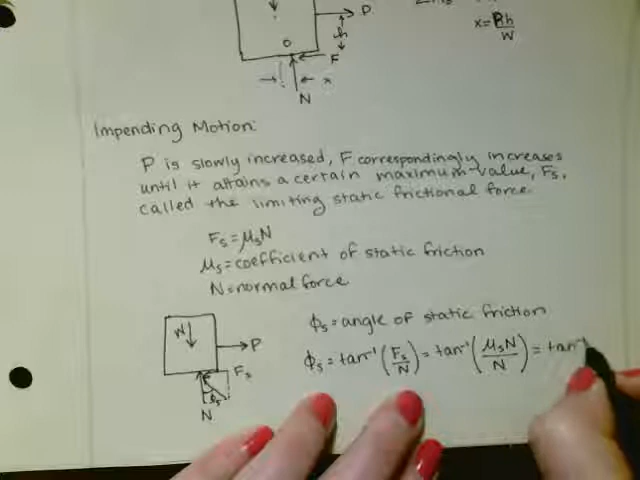 P
h
x=Ph/W
O
F
x
N
Impending Motion:
P is slowly increased, F correspondingly increases
until it attains a certain maximum value, Fs,
called the limiting static frictional force.
Fs=μsN
μs=coefficient of static friction
N=normal force
ϕs=angle of static friction
W
P
Fs
ϕs
N
ϕs=tan⁻¹(Fs/N)=tan⁻¹(μsN/N)=tan⁻¹